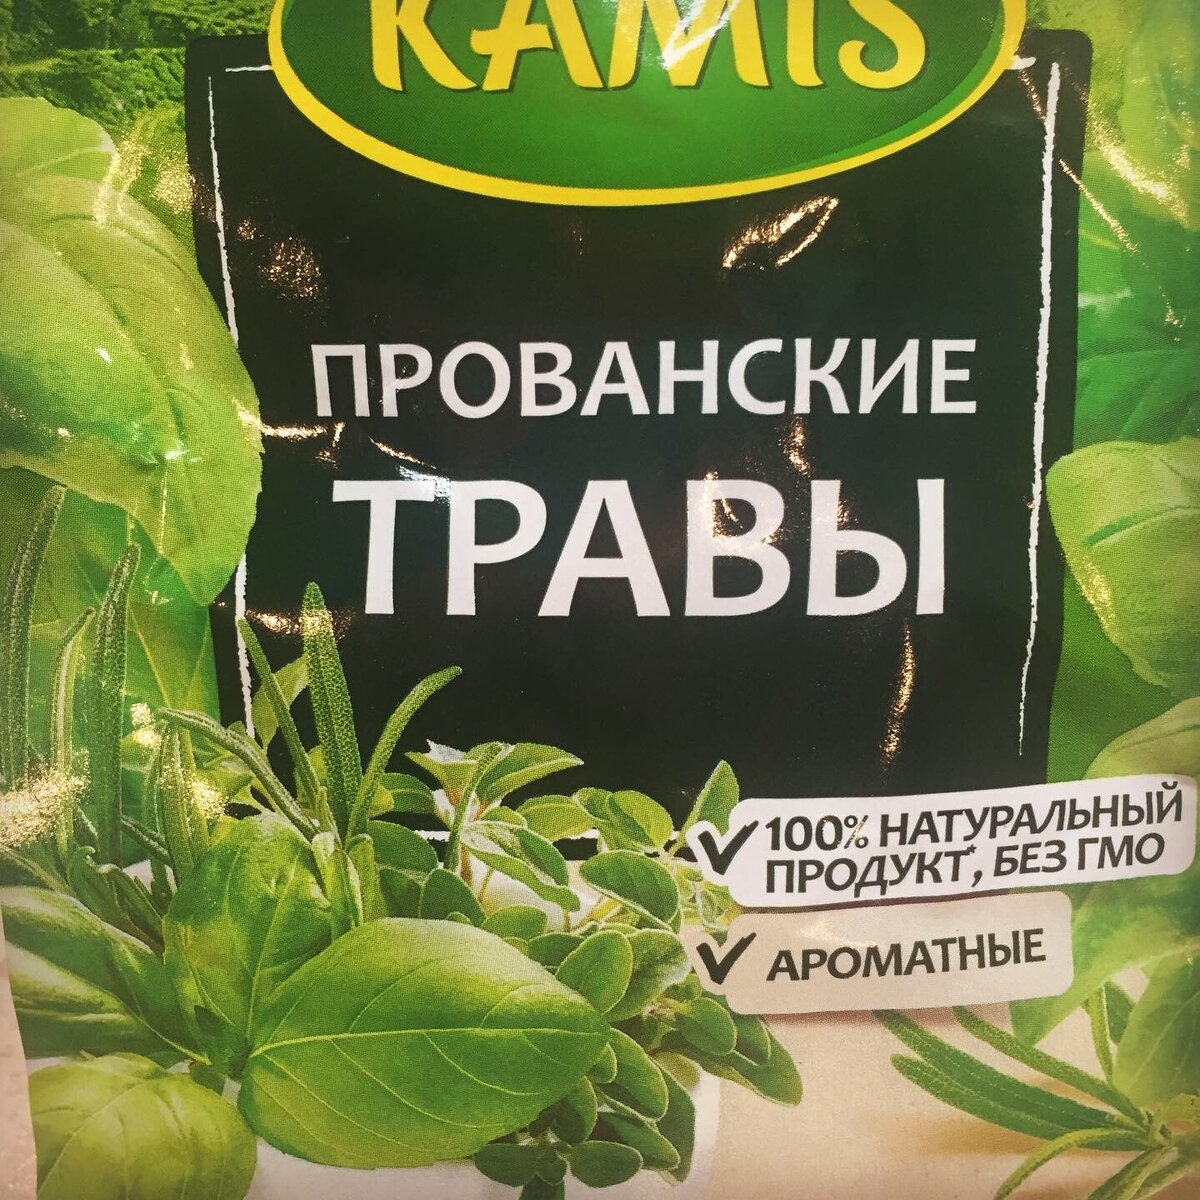 KAMIS
ПРОВАНСКИЕ
ТРАВЫ
100% НАТУРАЛЬНЫЙ
ПРОДУКТ*, БЕЗ ГМО
АРОМАТНЫЕ